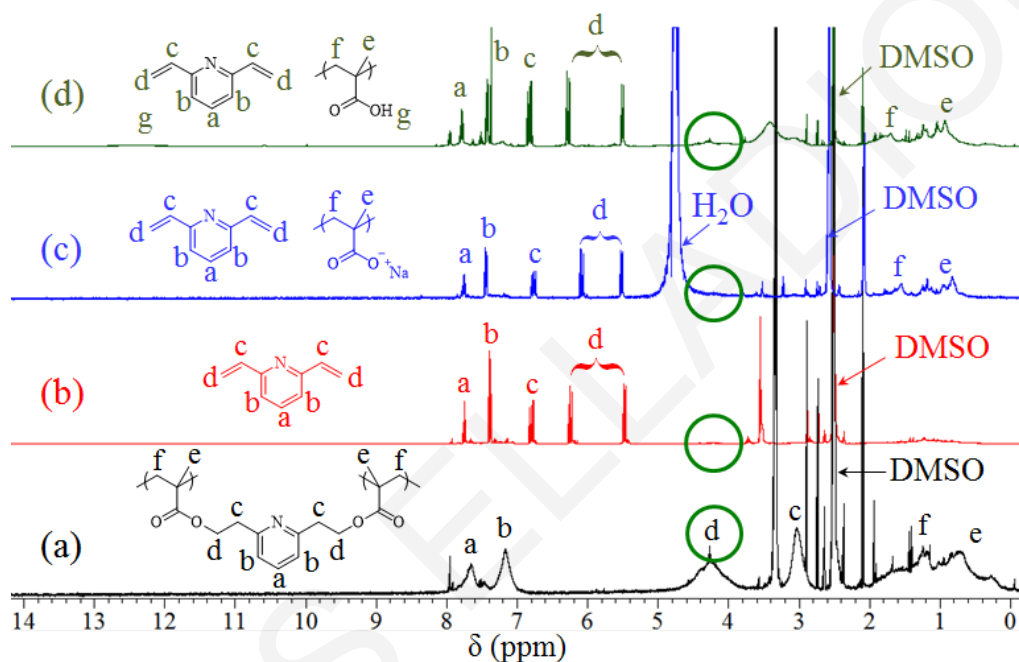 c c f e
N
d d
b b O OH
a g
g
a b c d DMSO f e
(d)
c c f e
N
d d
b b O O⁻ ⁺Na
a
a b c d H₂O DMSO f e
(c)
c c
N
d d
b b
a
a b c d DMSO
(b)
f e e f
c c
N
O O O O
d d
b b
a
a b d c DMSO f e
(a)
14 13 12 11 10 9 8 7 6 5 4 3 2 1 0
δ (ppm)